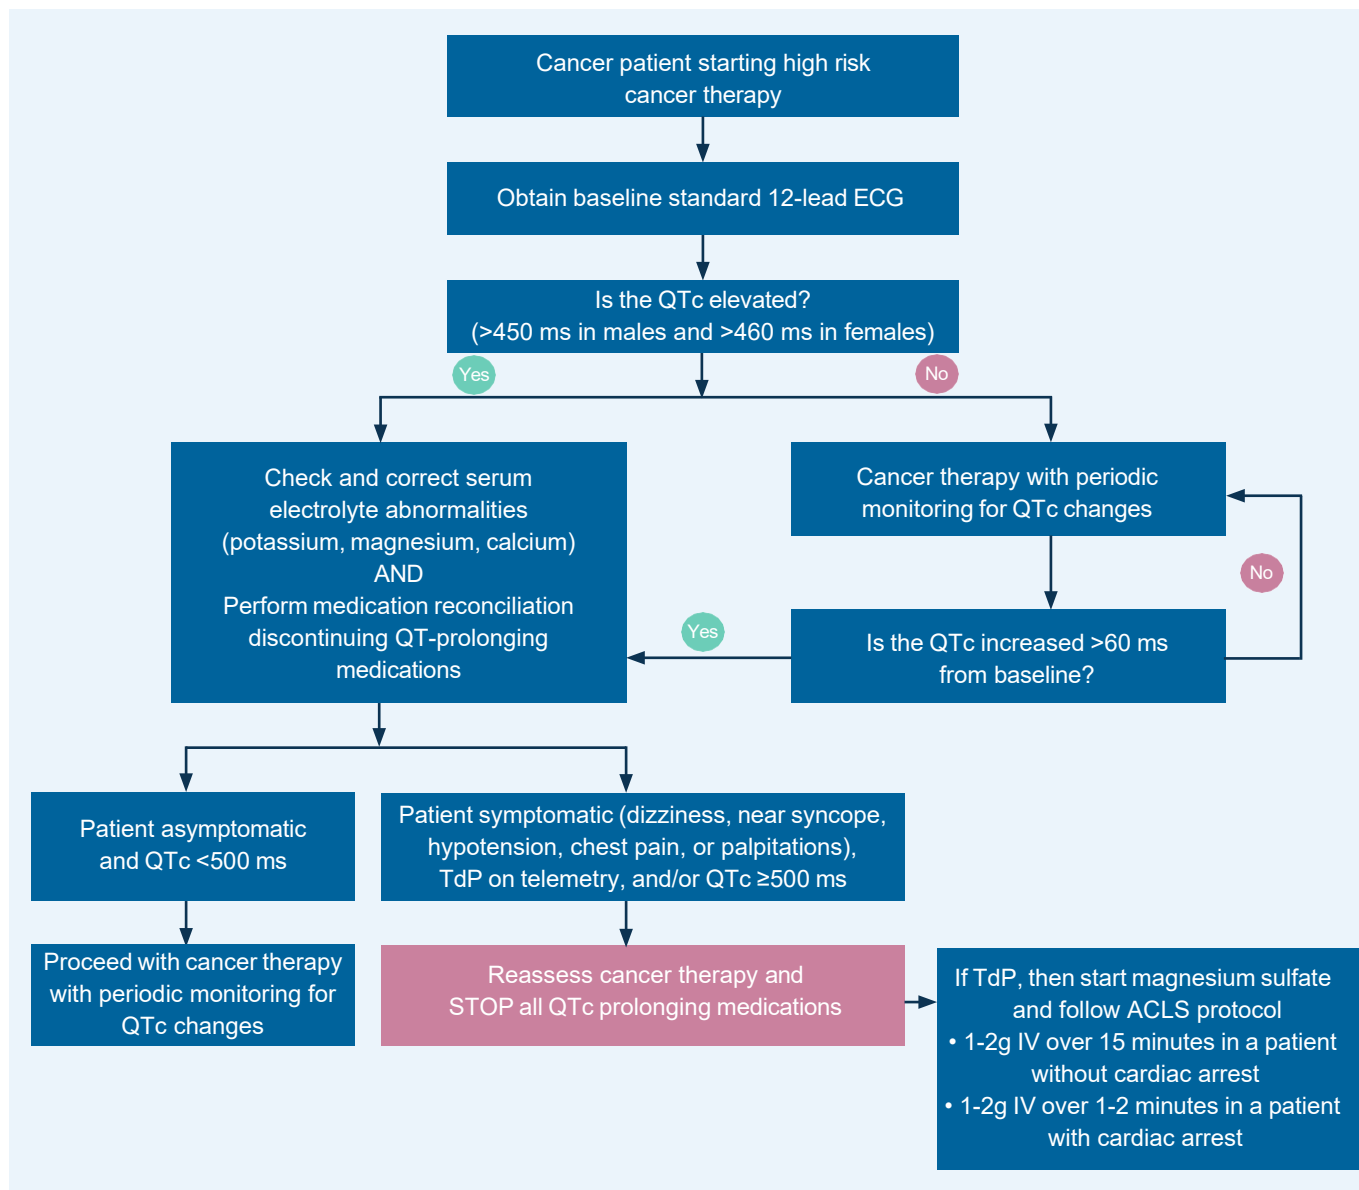 Cancer patient starting high risk
cancer therapy
Obtain baseline standard 12-lead ECG
Is the QTc elevated?
(>450 ms in males and >460 ms in females)
Yes
No
Check and correct serum
electrolyte abnormalities
(potassium, magnesium, calcium)
AND
Perform medication reconciliation
discontinuing QT-prolonging
medications
Cancer therapy with periodic
monitoring for QTc changes
No
Yes
Is the QTc increased >60 ms
from baseline?
Patient asymptomatic
and QTc <500 ms
Patient symptomatic (dizziness, near syncope,
hypotension, chest pain, or palpitations),
TdP on telemetry, and/or QTc ≥500 ms
Proceed with cancer therapy
with periodic monitoring for
QTc changes
Reassess cancer therapy and
STOP all QTc prolonging medications
If TdP, then start magnesium sulfate
and follow ACLS protocol
• 1-2g IV over 15 minutes in a patient
without cardiac arrest
• 1-2g IV over 1-2 minutes in a patient
with cardiac arrest